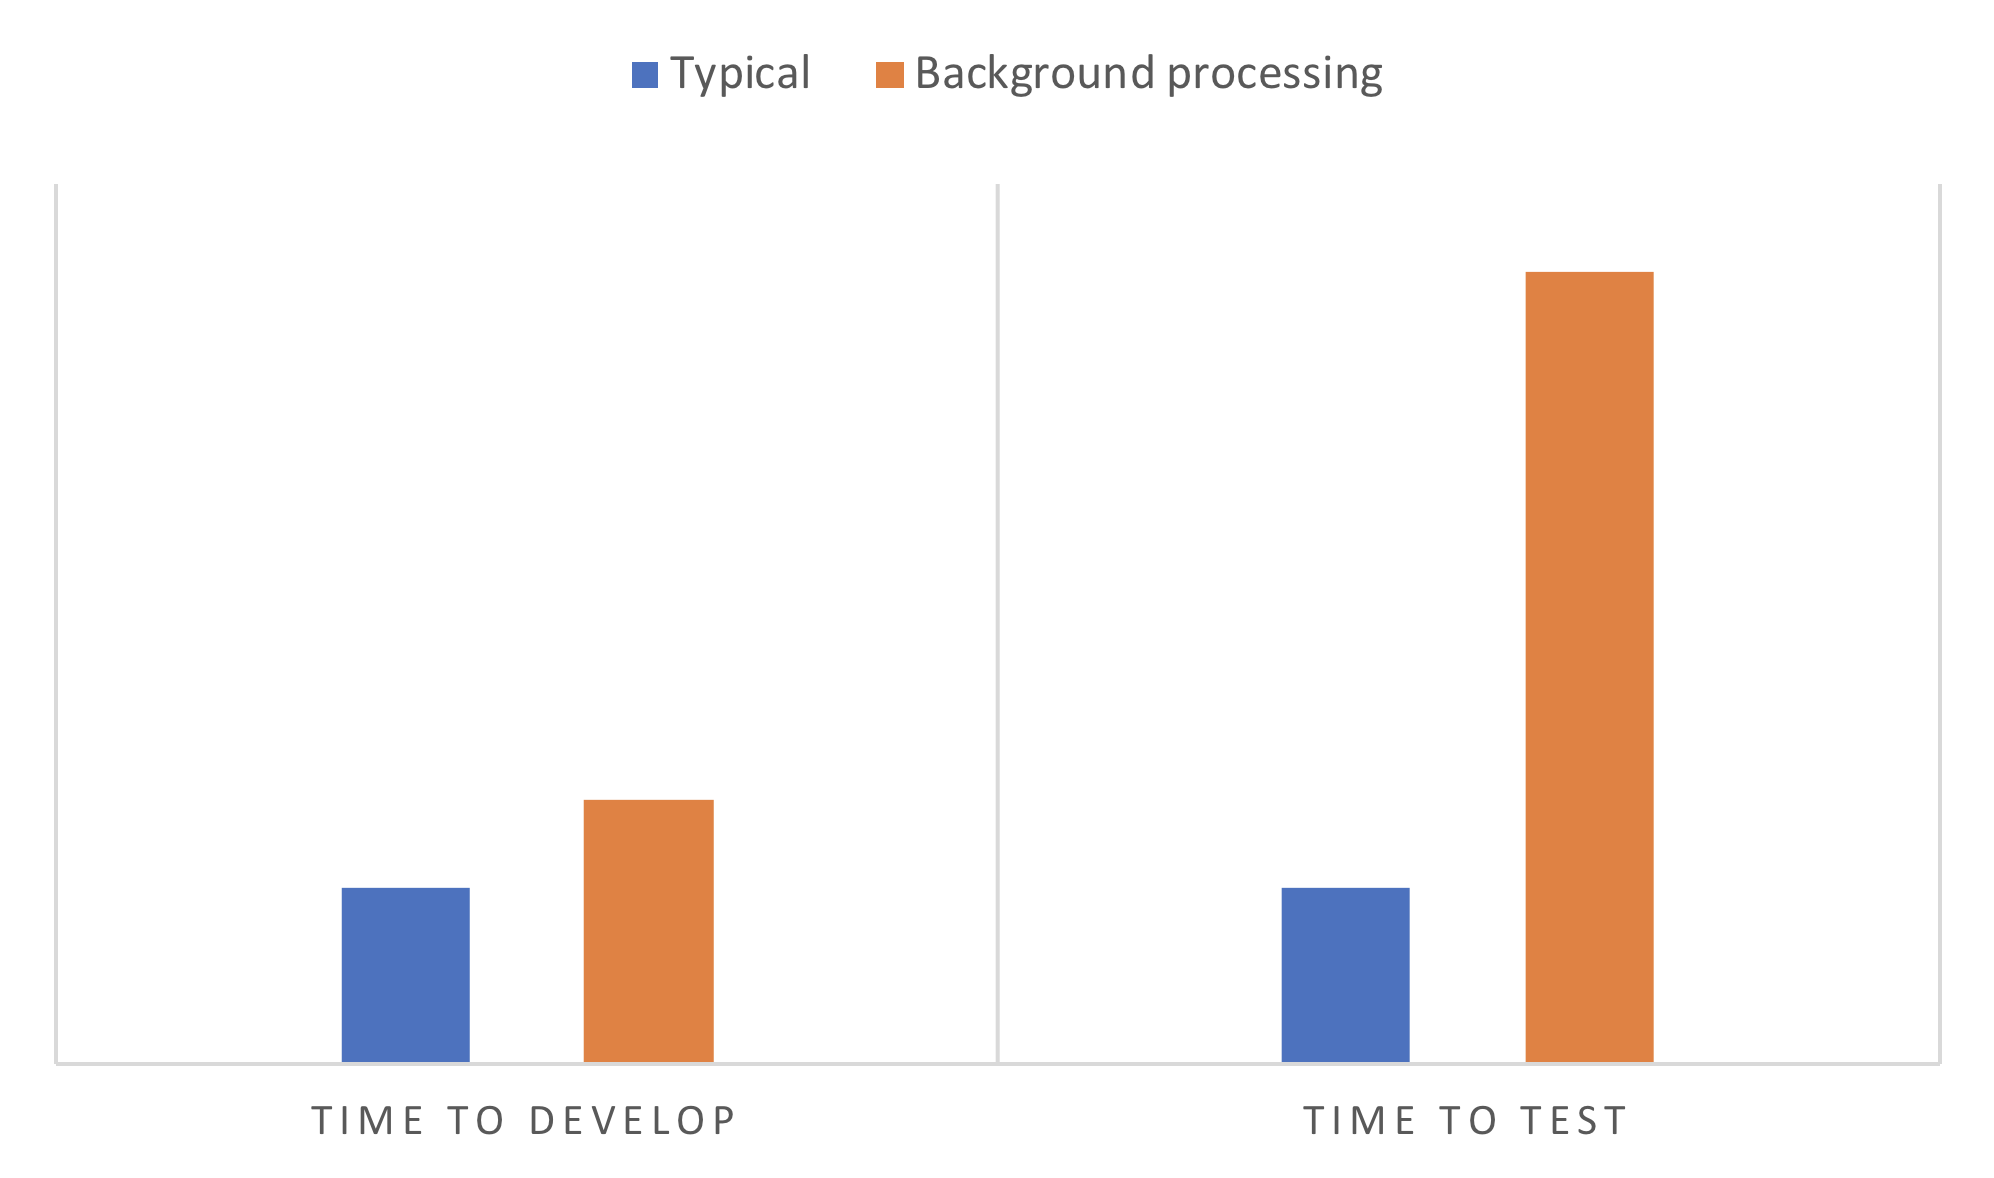 Typical Background processing
TIME TO DEVELOP TIME TO TEST